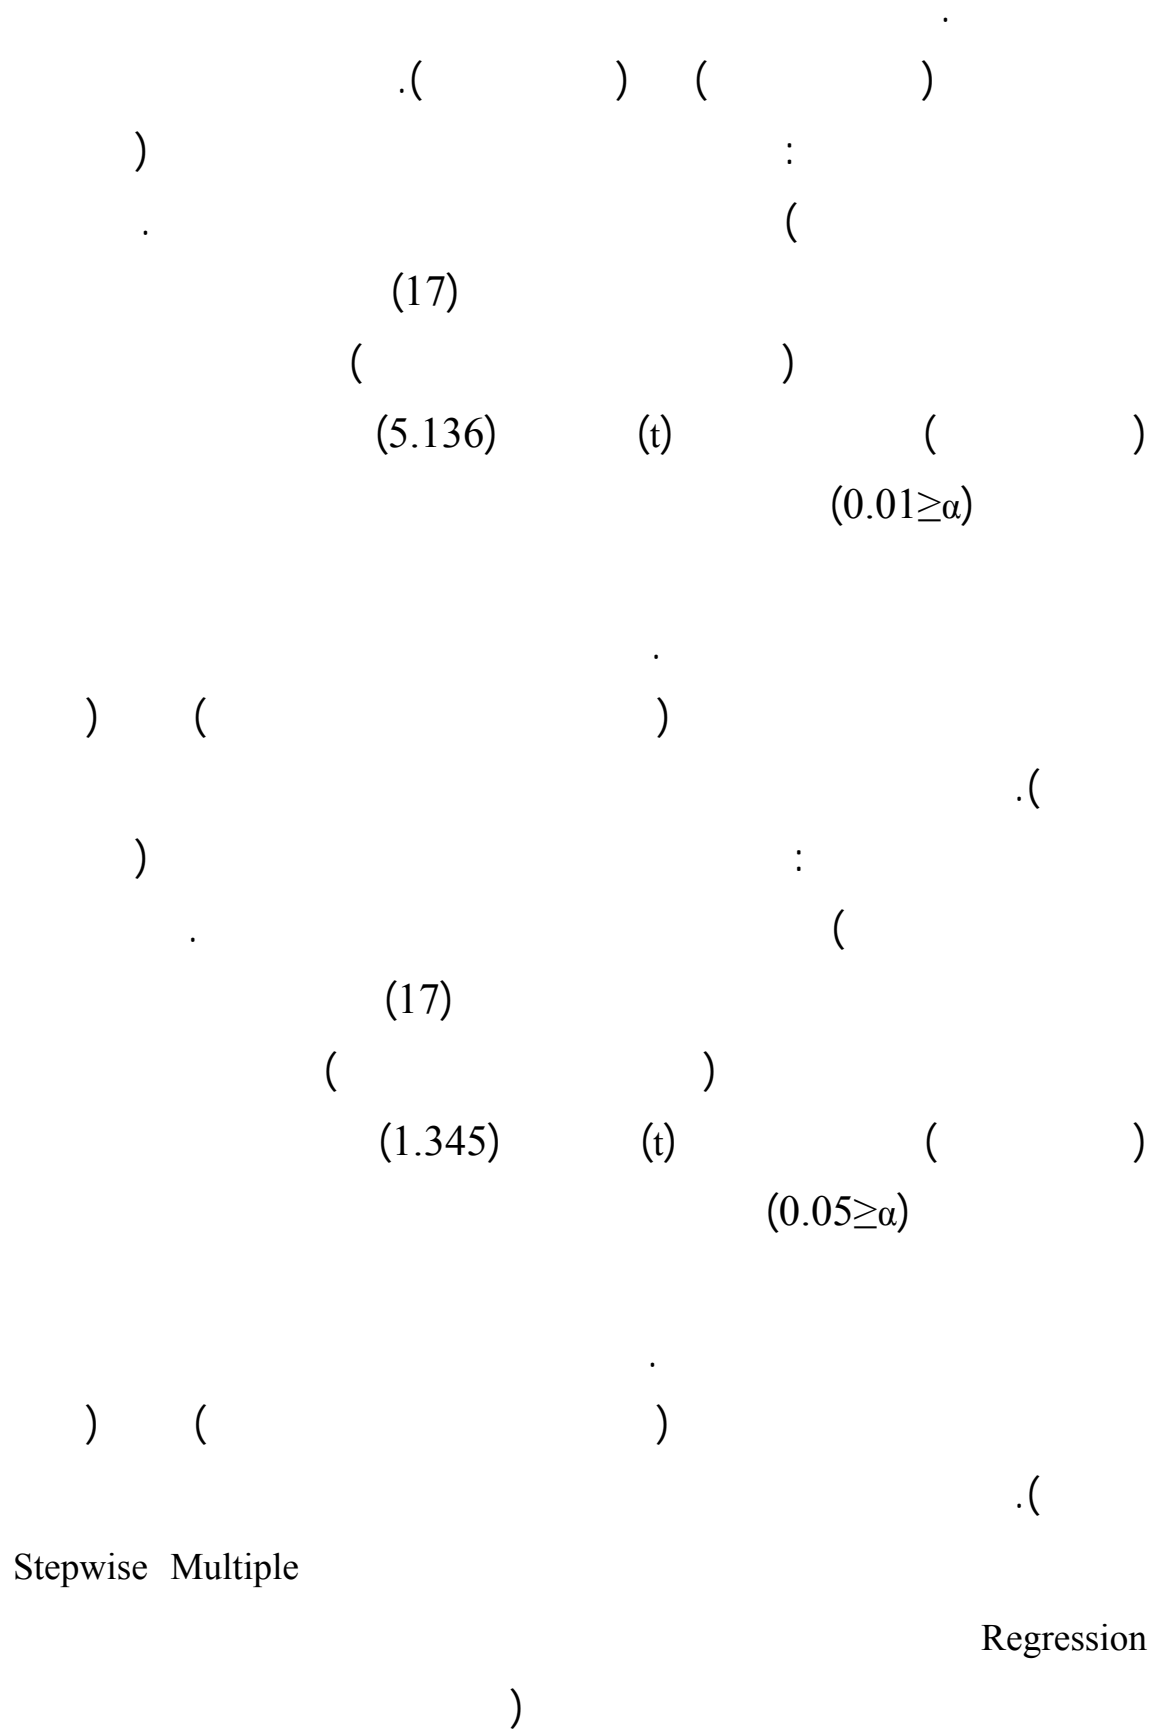 .
( ) ( ).
: (
) .
(17)
( )
( ) (t) (5.136)
(α≤0.01)
.
( ) (
).
: (
) .
(17)
( )
( ) (t) (1.345)
(α≤0.05)
.
( ) (
).
Stepwise Multiple
Regression
(